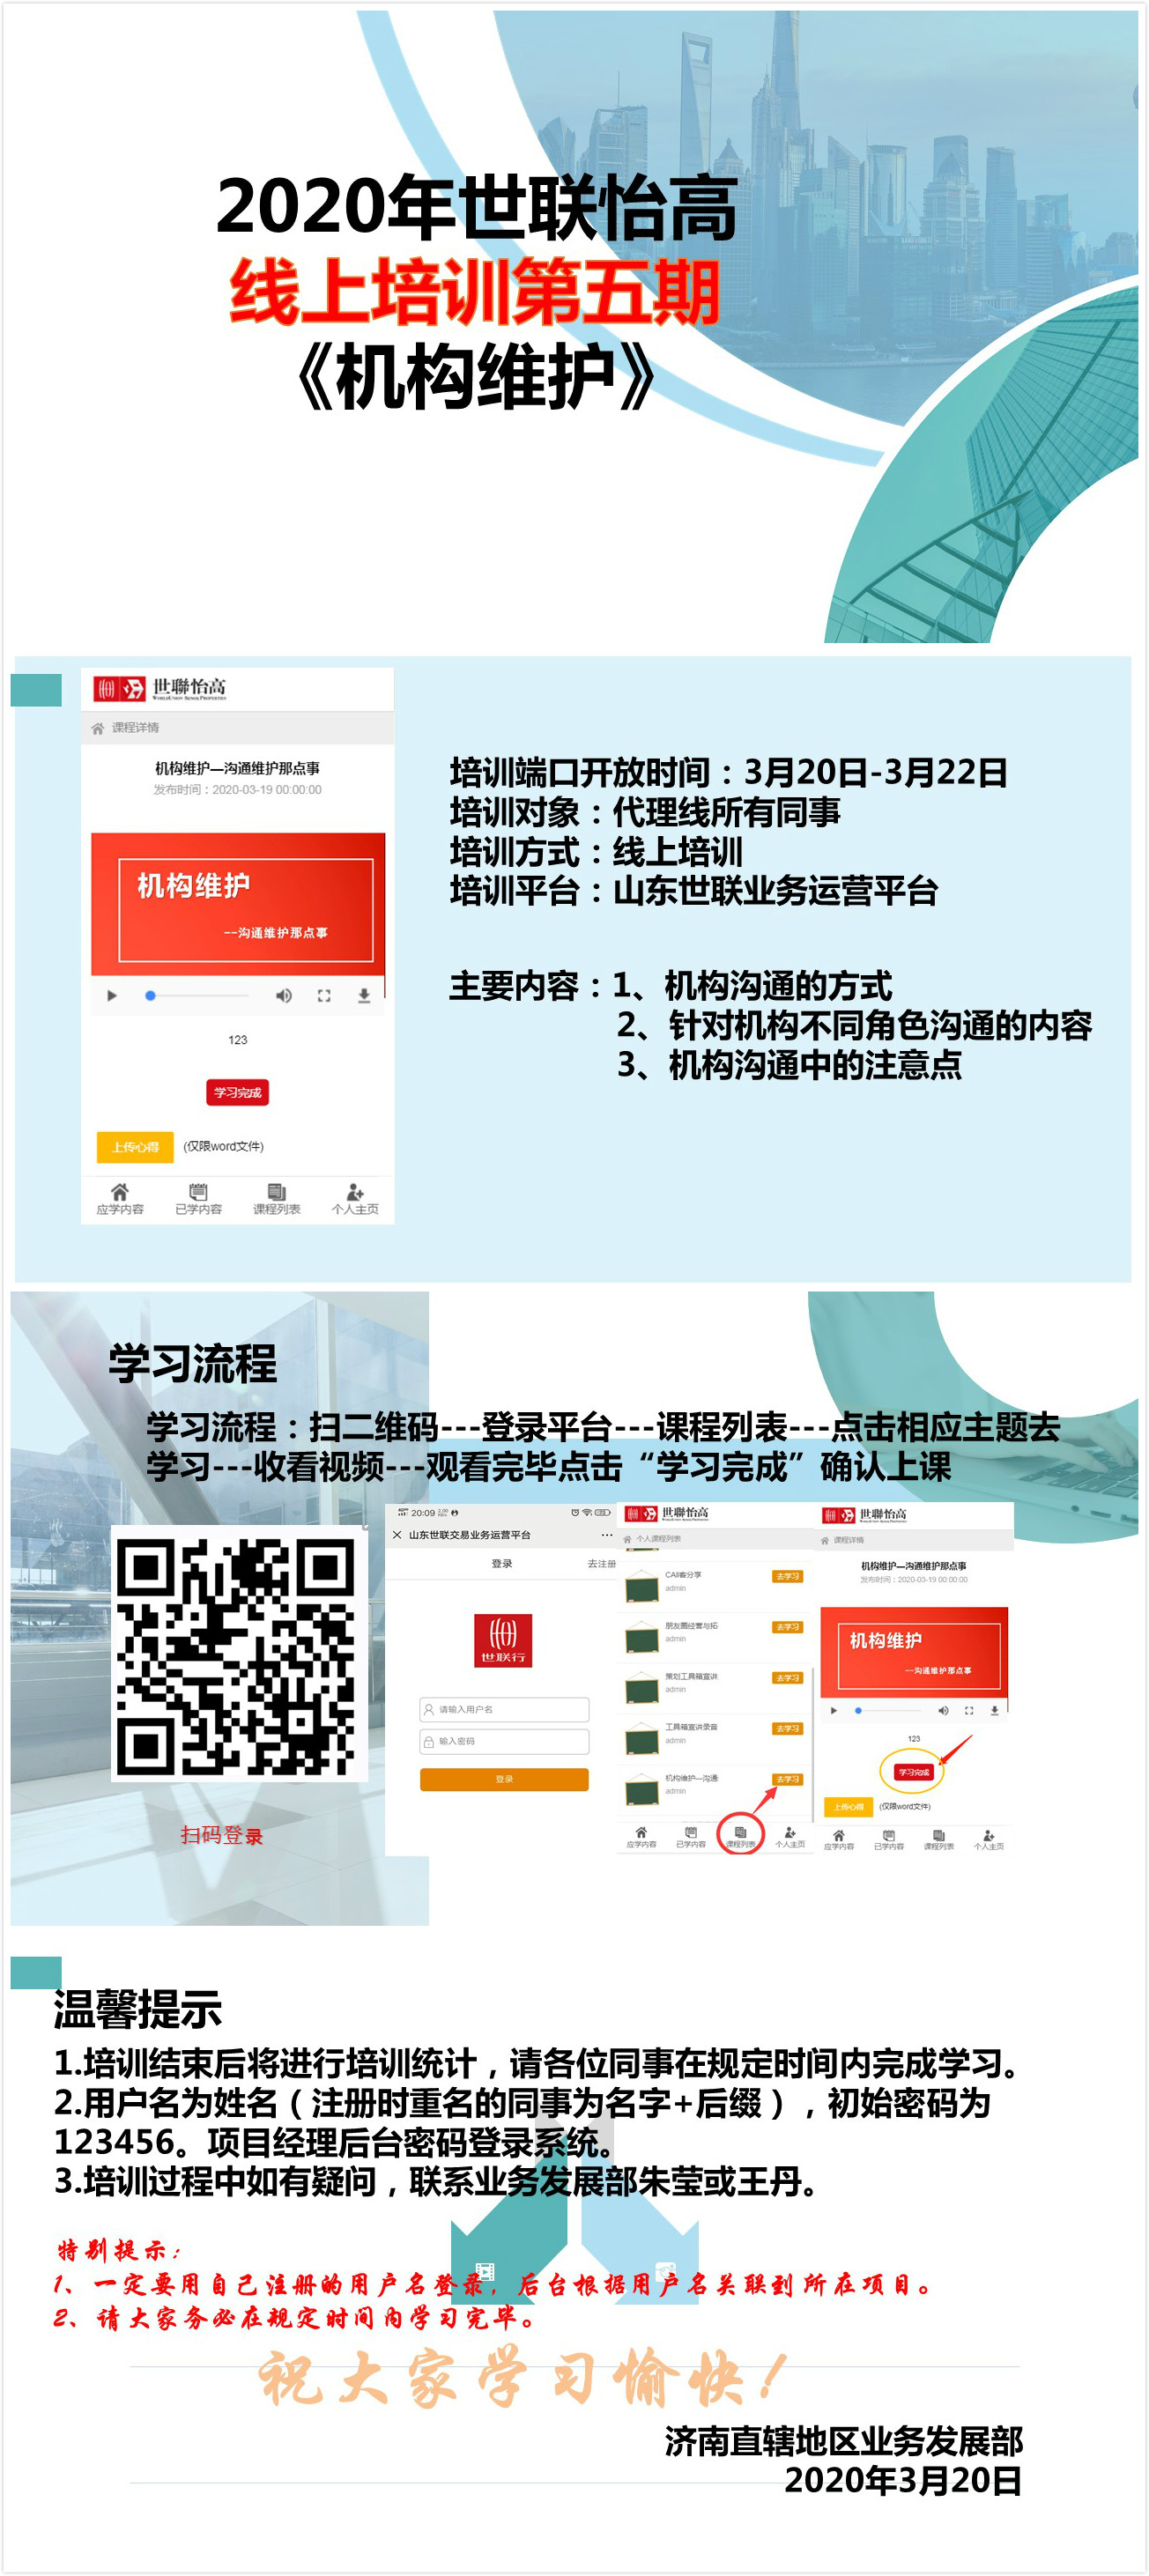 2020年世联怡高
线上培训第五期
《机构维护》
世聯怡高
WORLDUNION SENIOR PROPERTIES
课程详情
机构维护—沟通维护那点事
发布时间：2020-03-19 00:00:00
机构维护
--沟通维护那点事
123
学习完成
上传心得 (仅限word文件)
应学内容 已学内容 课程列表 个人主页
培训端口开放时间：3月20日-3月22日
培训对象：代理线所有同事
培训方式：线上培训
培训平台：山东世联业务运营平台
主要内容：1、机构沟通的方式
2、针对机构不同角色沟通的内容
3、机构沟通中的注意点
学习流程
学习流程：扫二维码---登录平台---课程列表---点击相应主题去
学习---收看视频---观看完毕点击“学习完成”确认上课
扫码登录
20:09
山东世联交易业务运营平台
登录 去注册
世联行
请输入用户名
输入密码
登录
世聯怡高
个人课程列表
CAll客分享 去学习
admin
朋友圈经营与拓 去学习
admin
策划工具箱宣讲 去学习
admin
工具箱宣讲录音 去学习
admin
机构维护—沟通 去学习
admin
应学内容 已学内容 课程列表 个人主页
世聯怡高
课程详情
机构维护—沟通维护那点事
发布时间：2020-03-19 00:00:00
机构维护
--沟通维护那点事
123
学习完成
上传心得 (仅限word文件)
应学内容 已学内容 课程列表 个人主页
温馨提示
1.培训结束后将进行培训统计，请各位同事在规定时间内完成学习。
2.用户名为姓名（注册时重名的同事为名字+后缀），初始密码为
123456。项目经理后台密码登录系统。
3.培训过程中如有疑问，联系业务发展部朱莹或王丹。
特别提示：
1、一定要用自己注册的用户名登录，后台根据用户名关联到所在项目。
2、请大家务必在规定时间内学习完毕。
祝大家学习愉快！
济南直辖地区业务发展部
2020年3月20日